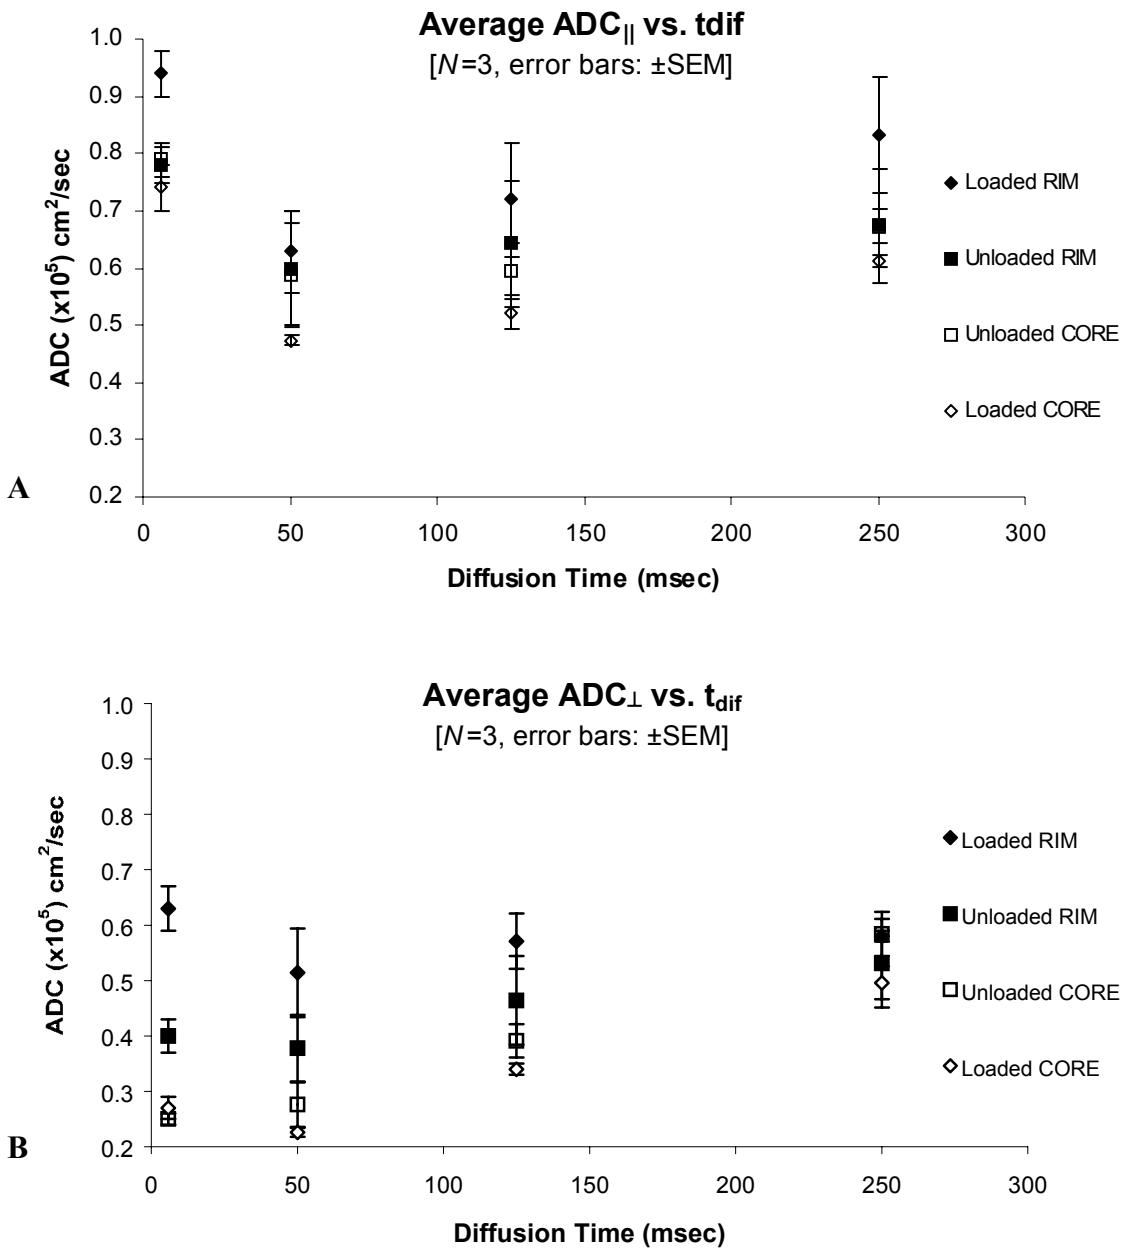 Average ADC|| vs. tdif
[N=3, error bars: ±SEM]
1.0
0.9
0.8
0.7
0.6
0.5
0.4
0.3
0.2
ADC (x10⁵) cm²/sec
Loaded RIM
Unloaded RIM
Unloaded CORE
Loaded CORE
A
0 50 100 150 200 250 300
Diffusion Time (msec)
Average ADC⊥ vs. tdif
[N=3, error bars: ±SEM]
1.0
0.9
0.8
0.7
0.6
0.5
0.4
0.3
0.2
ADC (x10⁵) cm²/sec
Loaded RIM
Unloaded RIM
Unloaded CORE
Loaded CORE
B
0 50 100 150 200 250 300
Diffusion Time (msec)